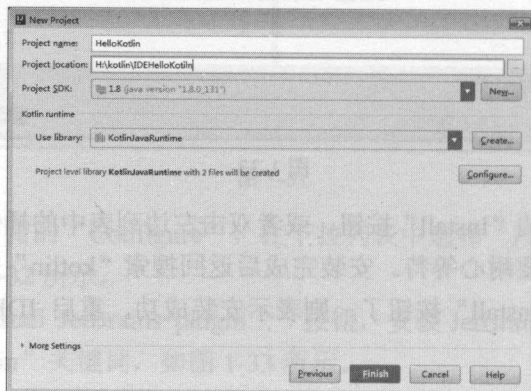 New Project
Project name: HelloKotlin
Project location: H:\kotlin\IDEHelloKotiln
Project SDK: 1.8 (java version "1.8.0_131") New...
Kotlin runtime
Use library: KotlinJavaRuntime Create...
Project level library KotlinJavaRuntime with 2 files will be created Configure...
More Settings
Previous Finish Cancel Help